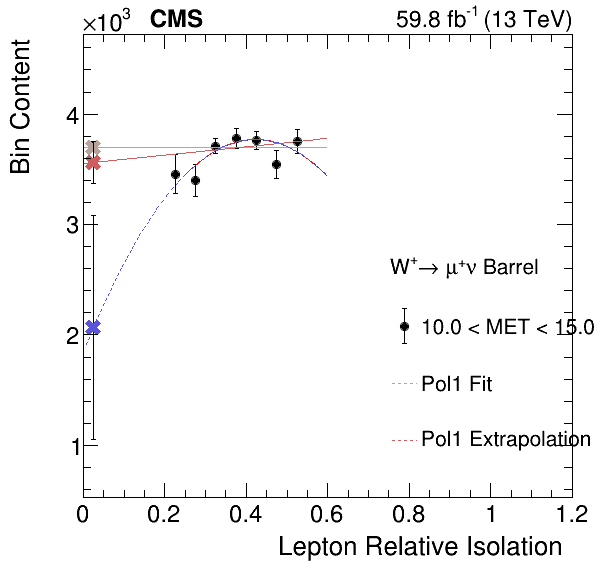 ×10³ CMS 59.8 fb⁻¹ (13 TeV)
Bin Content
4
3
2
1
W⁺→ μ⁺ν Barrel
10.0 < MET < 15.0
Pol1 Fit
Pol1 Extrapolation
0 0.2 0.4 0.6 0.8 1 1.2
Lepton Relative Isolation